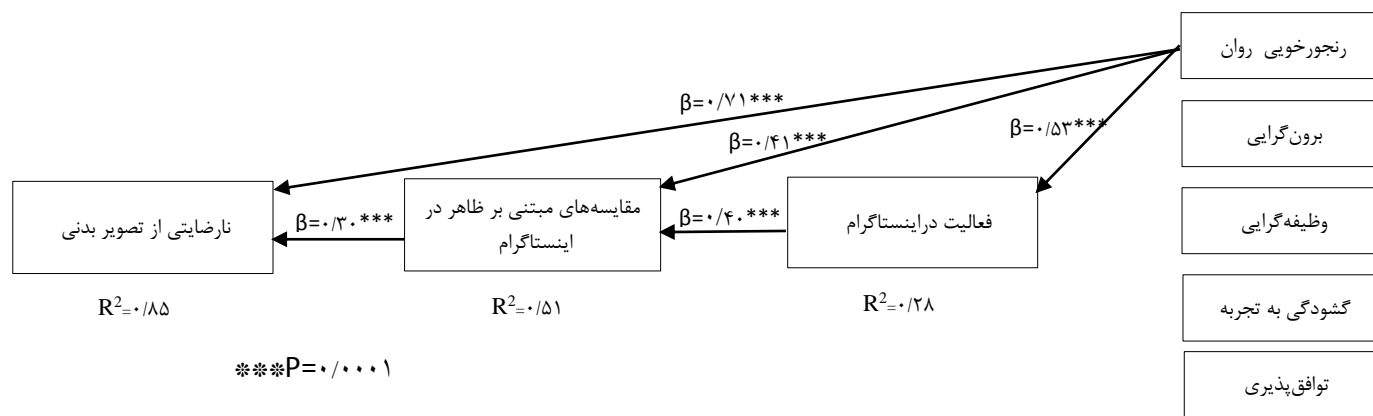 رنجورخویی روان
برون‌گرایی
وظیفه‌گرایی
گشودگی به تجربه
توافق‌پذیری
β=۰/۵۳***
β=۰/۴۱***
β=۰/۷۱***
فعالیت دراینستاگرام
R²=۰/۲۸
β=۰/۴۰***
مقایسه‌های مبتنی بر ظاهر در
اینستاگرام
R²=۰/۵۱
β=۰/۳۰***
نارضایتی از تصویر بدنی
R²=۰/۸۵
***P=۰/۰۰۰۱